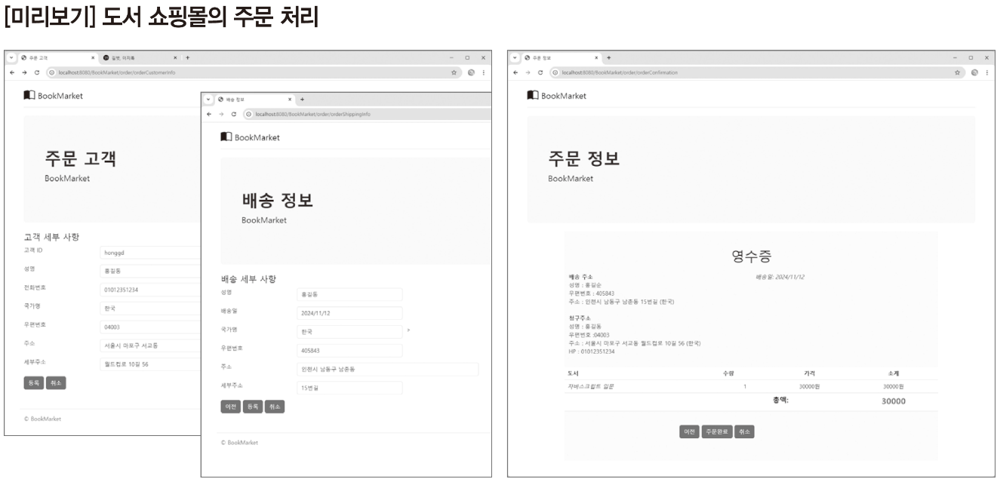 [미리보기] 도서 쇼핑몰의 주문 처리
주문 고객
길벗, 이지톡
localhost:8080/BookMarket/order/orderCustomerInfo
BookMarket
주문 고객
BookMarket
고객 세부 사항
고객 ID honggd
성명 홍길동
전화번호 01012351234
국가명 한국
우편번호 04003
주소 서울시 마포구 서교동
세부주소 월드컵로 10길 56
등록 취소
© BookMarket
배송 정보
localhost:8080/BookMarket/order/orderShippingInfo
BookMarket
배송 정보
BookMarket
배송 세부 사항
성명 홍길동
배송일 2024/11/12
국가명 한국 >
우편번호 405843
주소 인천시 남동구 남촌동
세부주소 15번길
이전 등록 취소
© BookMarket
주문 정보
localhost:8080/BookMarket/order/orderConfirmation
BookMarket
주문 정보
BookMarket
영수증
배송 주소 배송일: 2024/11/12
성명 : 홍길순
우편번호 : 405843
주소 : 인천시 남동구 남촌동 15번길 (한국)
청구주소
성명 : 홍길동
우편번호 :04003
주소 : 서울시 마포구 서교동 월드컵로 10길 56 (한국)
HP : 01012351234
도서 수량 가격 소계
자바스크립트 입문 1 30000원 30000원
총액: 30000
이전 주문완료 취소